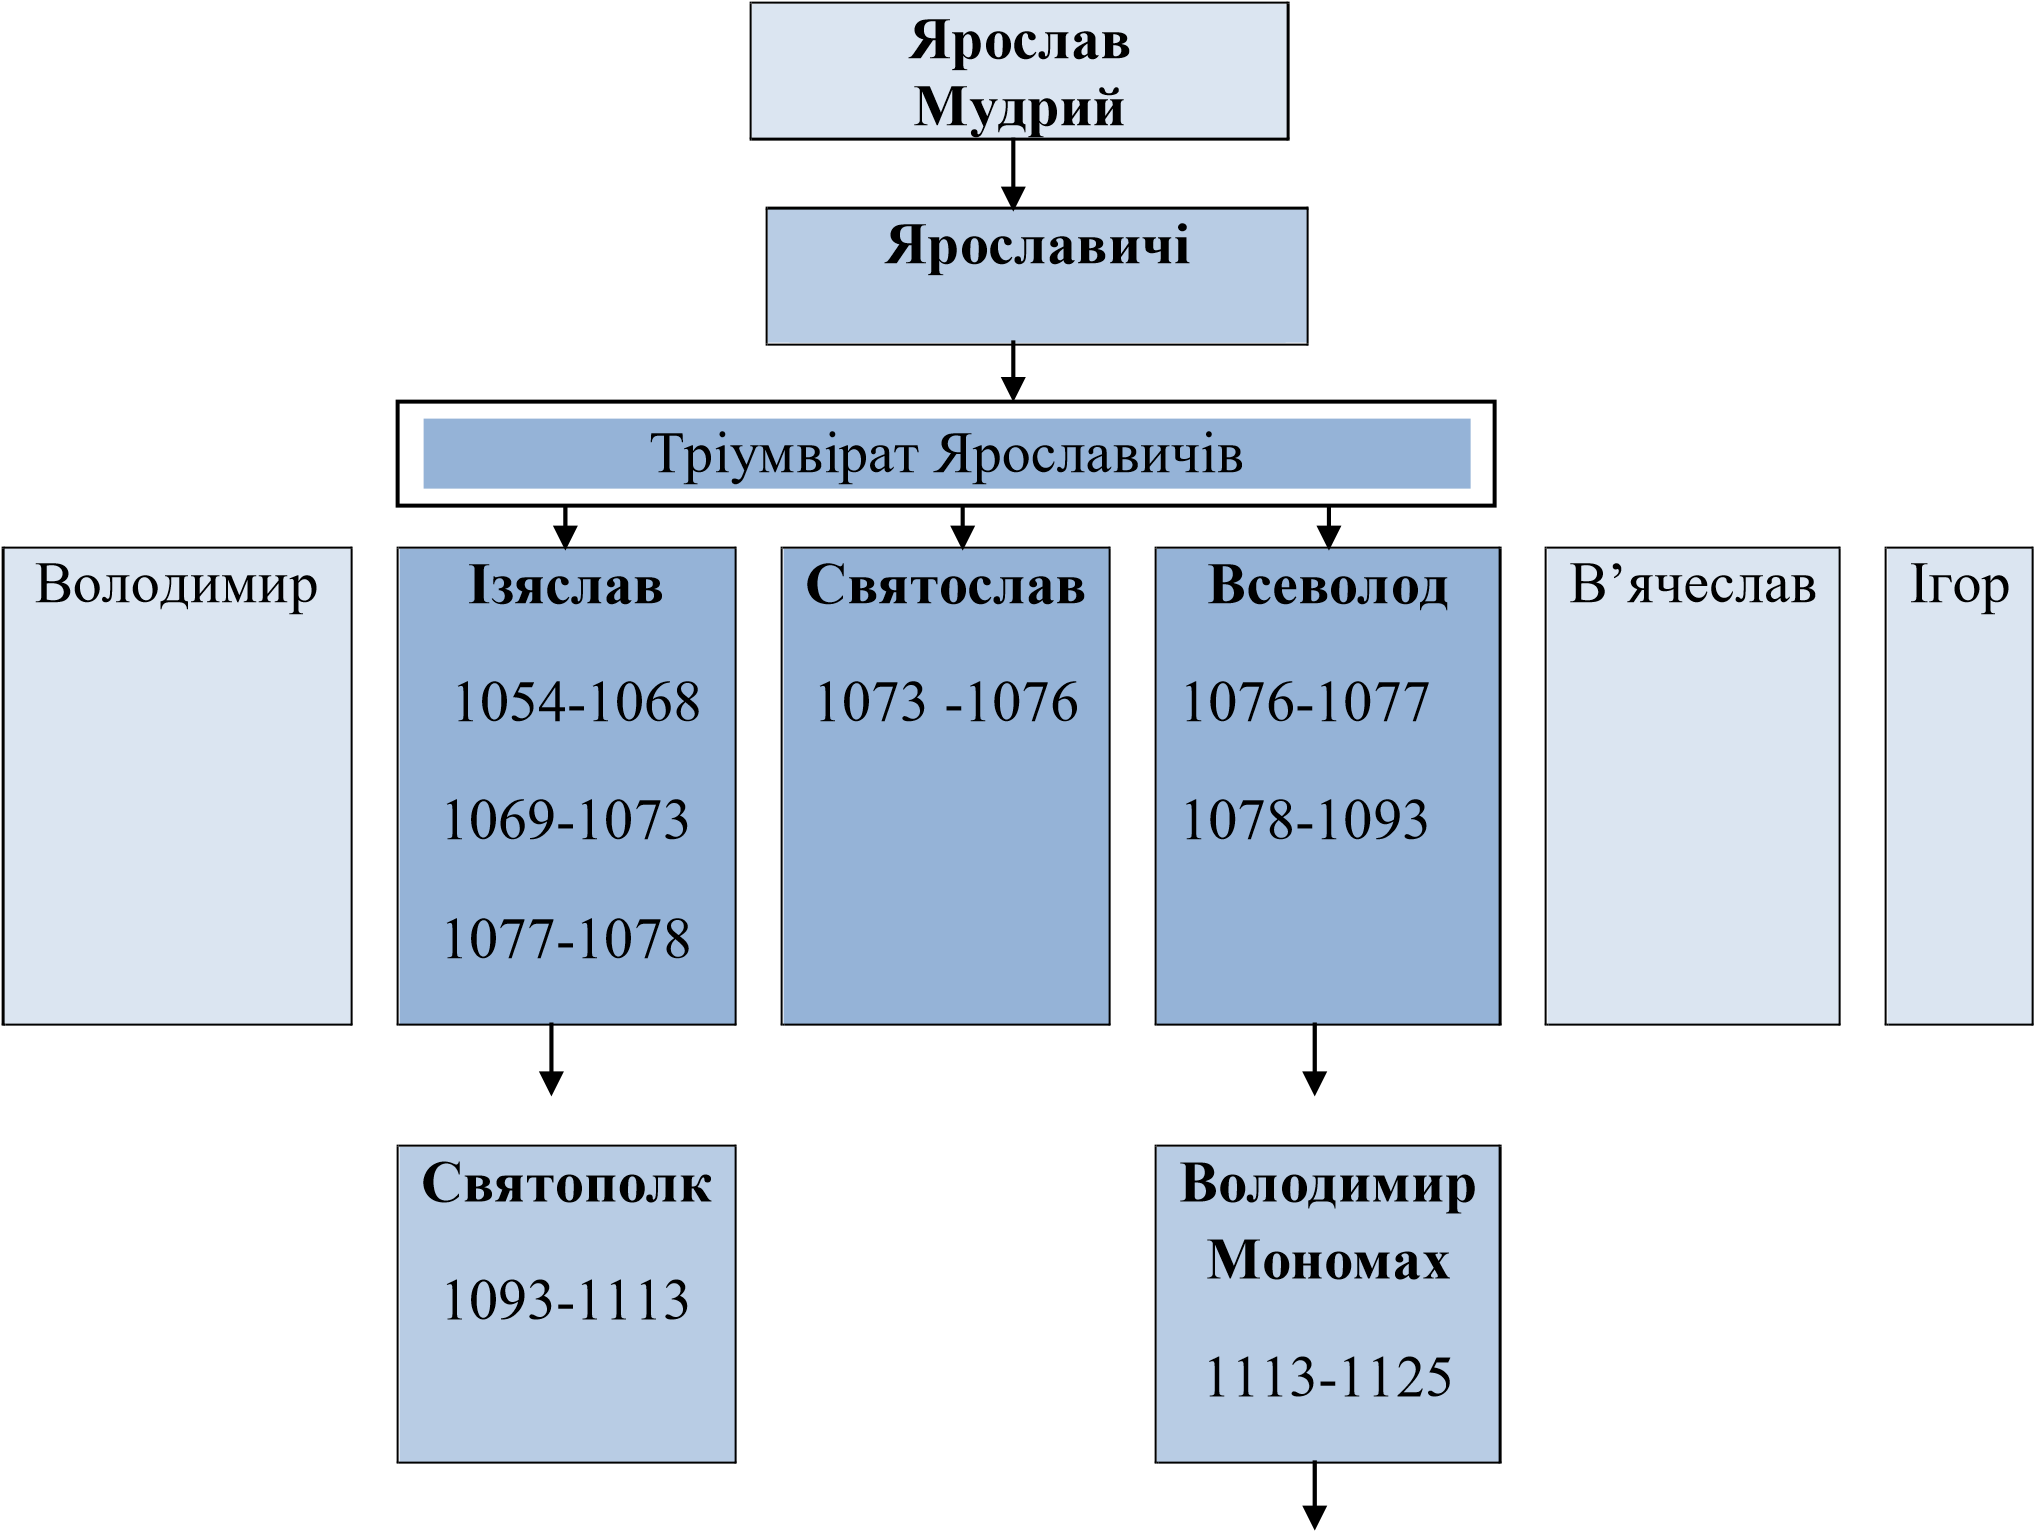 Ярослав
Мудрий
Ярославичі
Тріумвірат Ярославичів
Володимир
Ізяслав
1054-1068
1069-1073
1077-1078
Святослав
1073 -1076
Всеволод
1076-1077
1078-1093
В’ячеслав
Ігор
Святополк
1093-1113
Володимир
Мономах
1113-1125